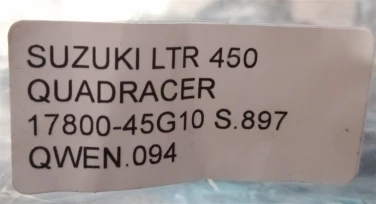 SUZUKI LTR 450
QUADRACER
17800-45G10 S.897
QWEN.094